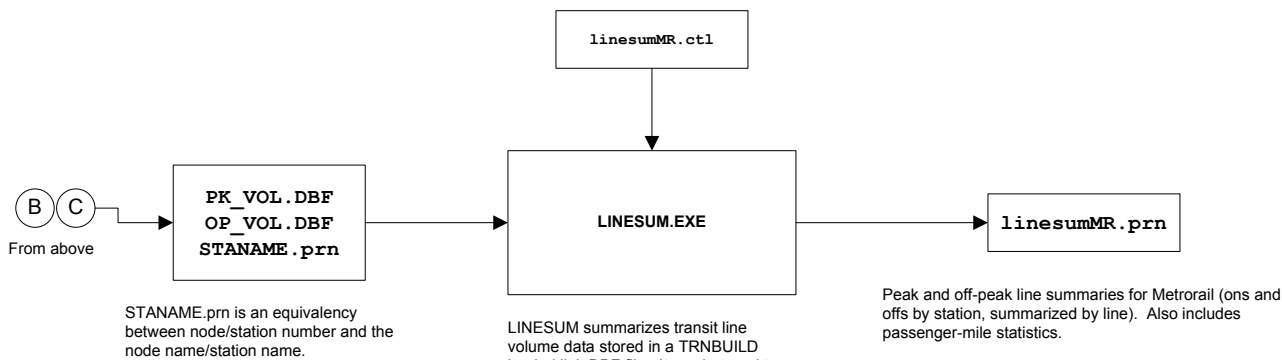 linesumMR.ctl
B C
From above
PK_VOL.DBF
OP_VOL.DBF
STANAME.prn
LINESUM.EXE
linesumMR.prn
STANAME.prn is an equivalency
between node/station number and the
node name/station name.
LINESUM summarizes transit line
volume data stored in a TRNBUILD
Peak and off-peak line summaries for Metrorail (ons and
offs by station, summarized by line). Also includes
passenger-mile statistics.